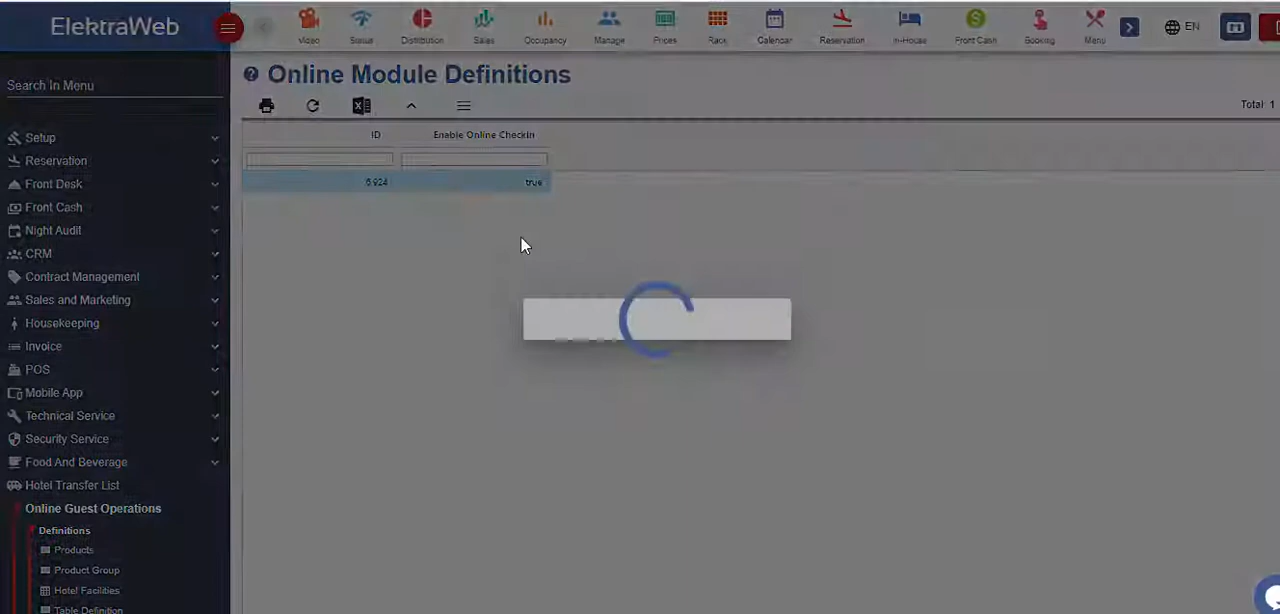 ElektraWeb
Video
Status
Distribution
Sales
Occupancy
Manage
Prices
Rack
Calendar
Reservation
In-House
Front Cash
Booking
Menu
EN
Search In Menu
Online Module Definitions
Total: 1
ID
Enable Online CheckIn
6.924
true
Setup
Reservation
Front Desk
Front Cash
Night Audit
CRM
Contract Management
Sales and Marketing
Housekeeping
Invoice
POS
Mobile App
Technical Service
Security Service
Food And Beverage
Hotel Transfer List
Online Guest Operations
Definitions
Products
Product Group
Hotel Facilities
Table Definition